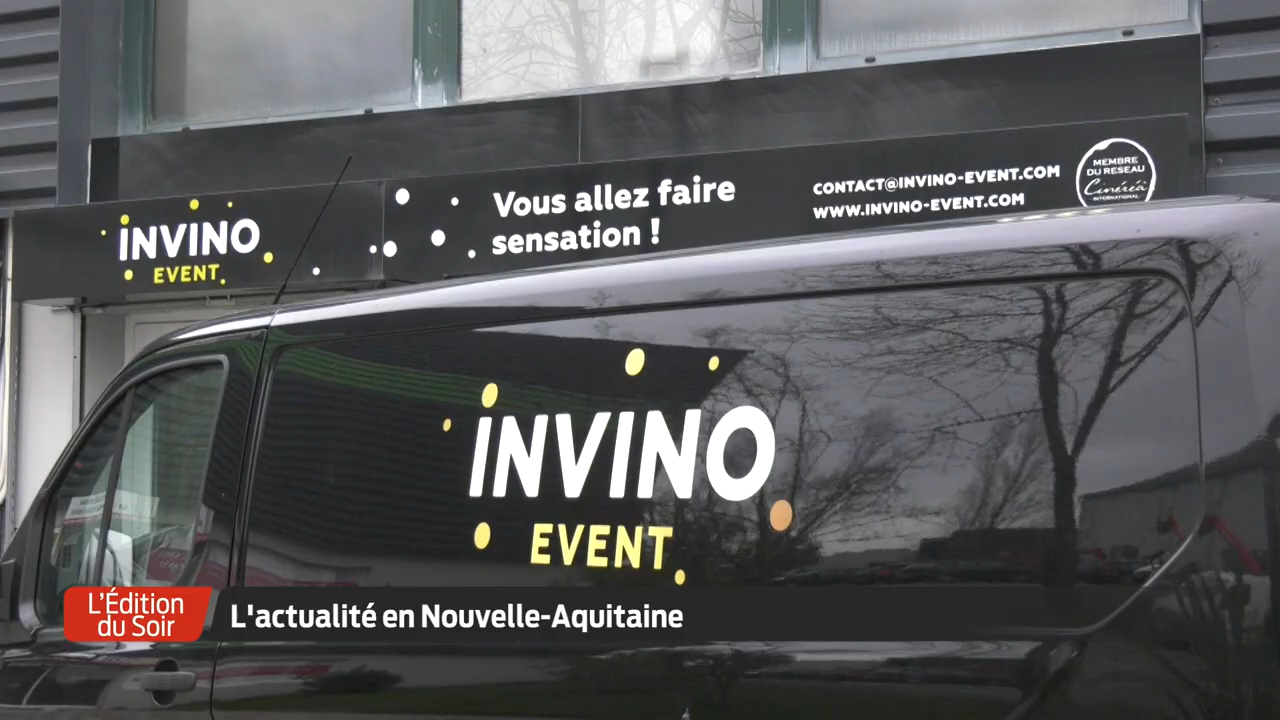 iNVINO
EVENT
Vous allez faire
sensation !
CONTACT@INVINO-EVENT.COM
WWW.INVINO-EVENT.COM
MEMBRE
DU RESEAU
Cinéréa
INTERNATIONAL
iNVINO
EVENT
L'Édition
du Soir
L'actualité en Nouvelle-Aquitaine